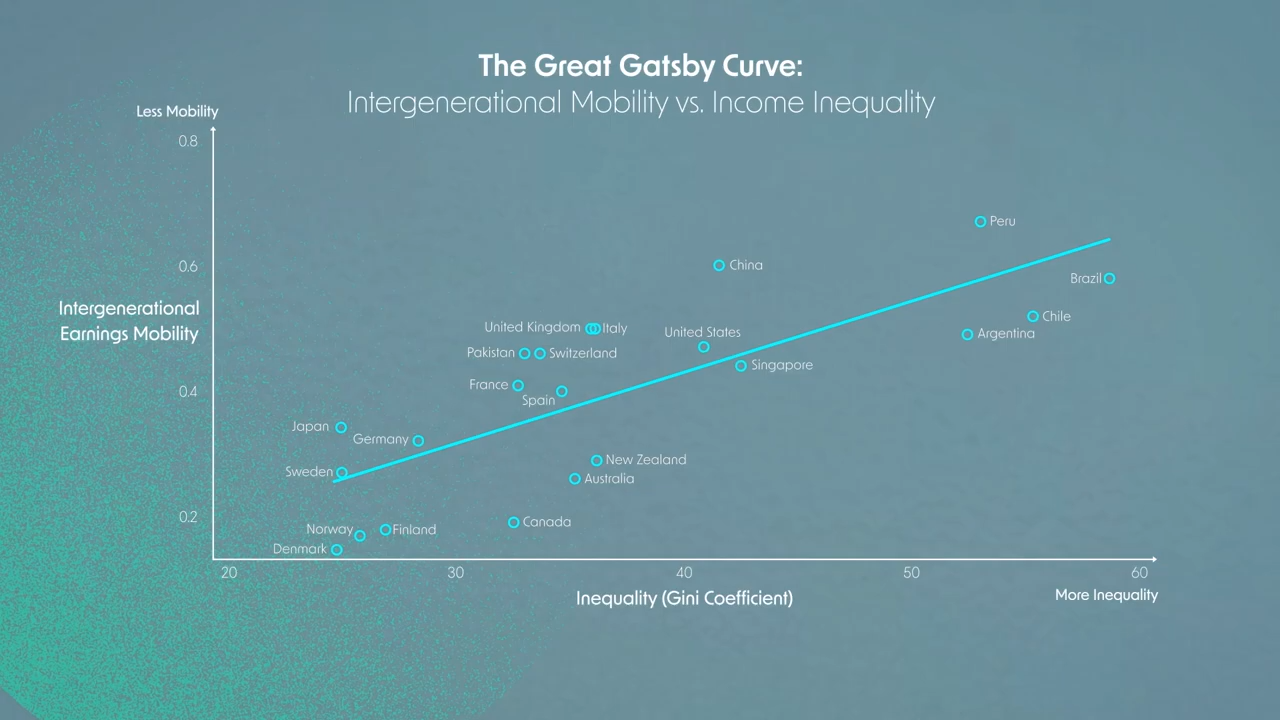 The Great Gatsby Curve:
Intergenerational Mobility vs. Income Inequality
Less Mobility
0.8
0.6
Intergenerational
Earnings Mobility
0.4
0.2
Peru
China
Brazil
Chile
United Kingdom
Italy
United States
Argentina
Pakistan
Switzerland
Singapore
France
Spain
Japan
Germany
New Zealand
Sweden
Australia
Canada
Norway
Finland
Denmark
20
30
40
50
60
Inequality (Gini Coefficient)
More Inequality